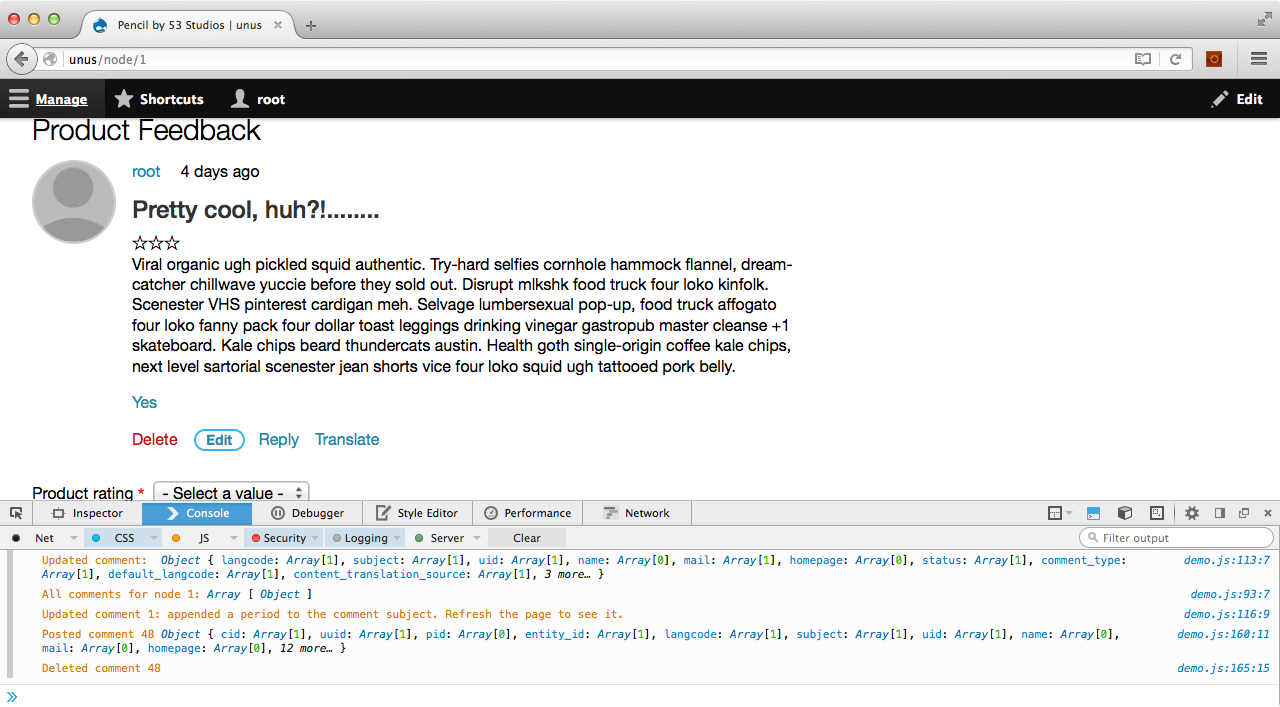 Pencil by 53 Studios | unus
unus/node/1
Manage Shortcuts root Edit
Product Feedback
root 4 days ago
Pretty cool, huh?!........
☆☆☆
Viral organic ugh pickled squid authentic. Try-hard selfies cornhole hammock flannel, dream-
catcher chillwave yuccie before they sold out. Disrupt mlkshk food truck four loko kinfolk.
Scenester VHS pinterest cardigan meh. Selvage lumbersexual pop-up, food truck affogato
four loko fanny pack four dollar toast leggings drinking vinegar gastropub master cleanse +1
skateboard. Kale chips beard thundercats austin. Health goth single-origin coffee kale chips,
next level sartorial scenester jean shorts vice four loko squid ugh tattooed pork belly.
Yes
Delete Edit Reply Translate
Product rating * - Select a value -
Inspector Console Debugger Style Editor Performance Network
Net CSS JS Security Logging Server Clear Filter output
Updated comment: Object { langcode: Array[1], subject: Array[1], uid: Array[1], name: Array[0], mail: Array[1], homepage: Array[0], status: Array[1], comment_type: demo.js:113:7
Array[1], default_langcode: Array[1], content_translation_source: Array[1], 3 more… }
All comments for node 1: Array [ Object ] demo.js:93:7
Updated comment 1: appended a period to the comment subject. Refresh the page to see it. demo.js:116:9
Posted comment 48 Object { cid: Array[1], uuid: Array[1], pid: Array[0], entity_id: Array[1], langcode: Array[1], subject: Array[1], uid: Array[1], name: Array[0], demo.js:160:11
mail: Array[0], homepage: Array[0], 12 more… }
Deleted comment 48 demo.js:165:15